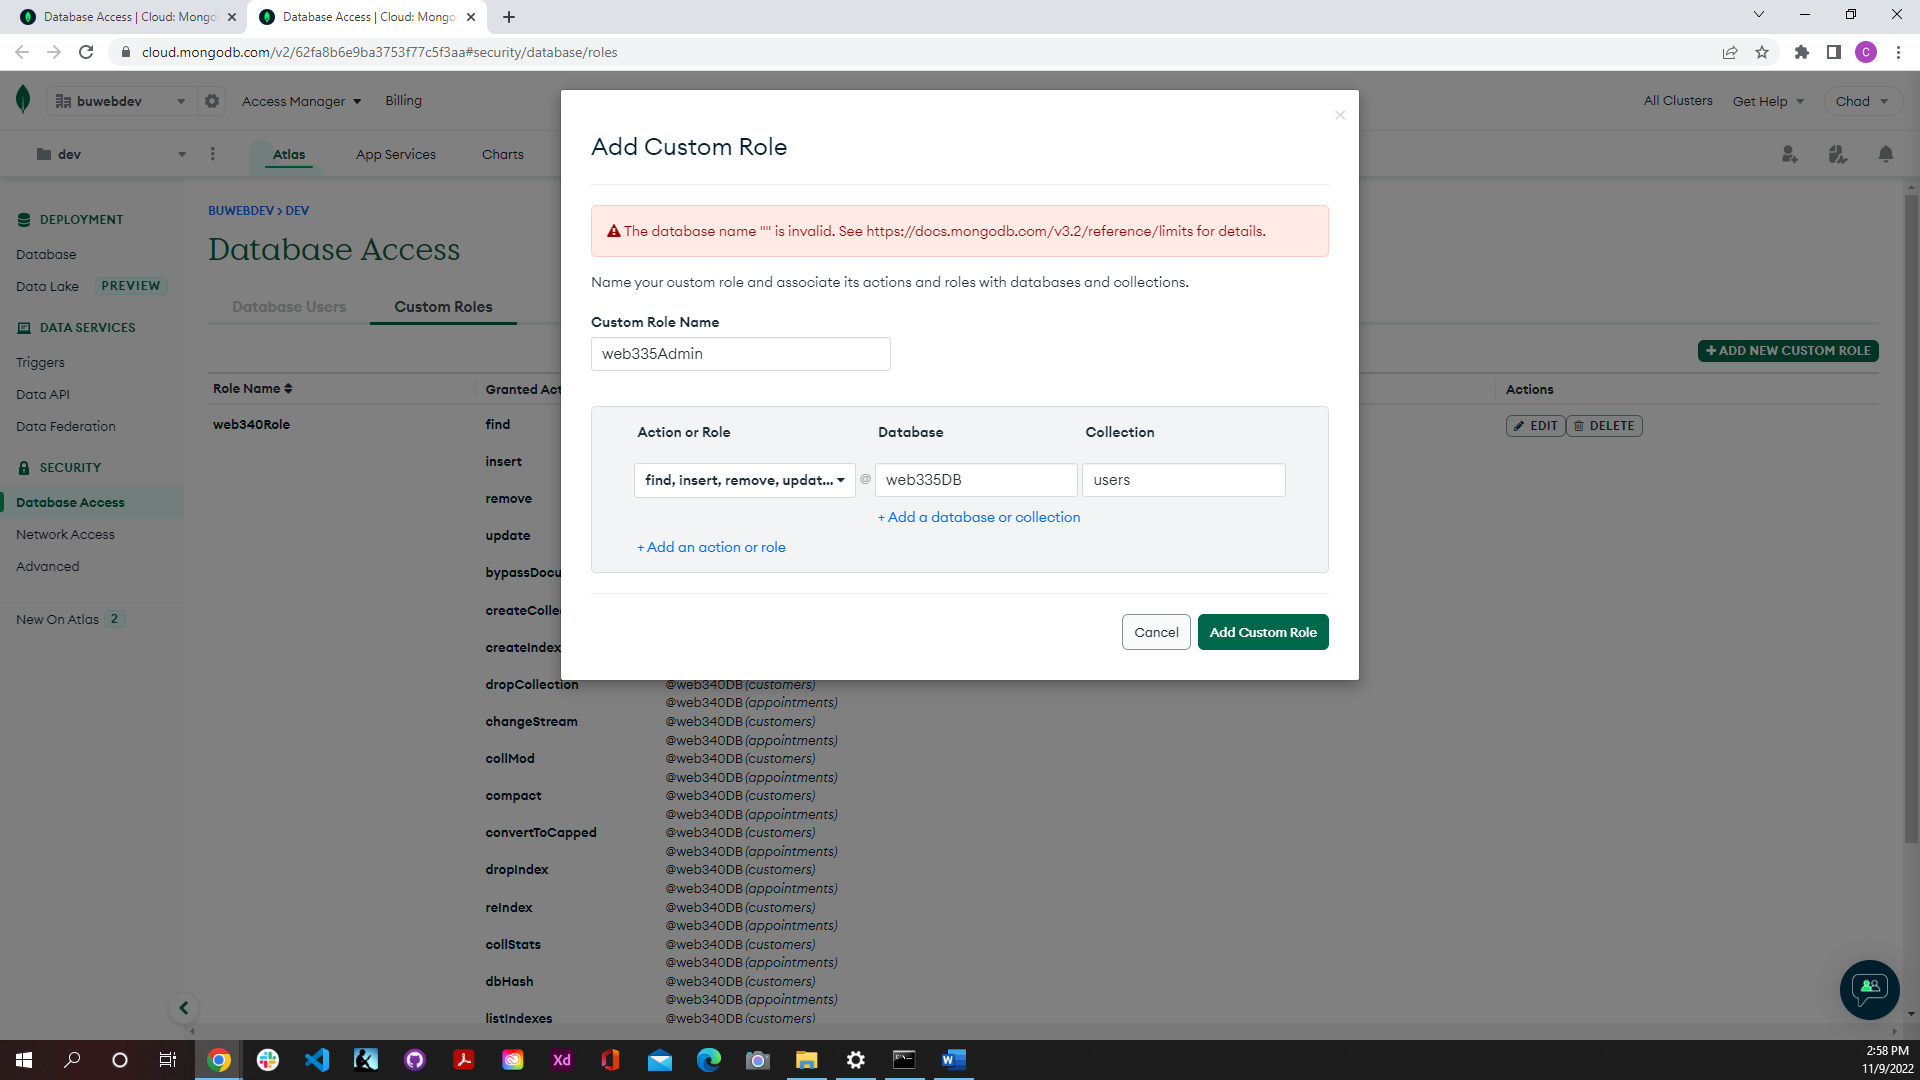 Database Access | Cloud: Mongo
Database Access | Cloud: Mongo
cloud.mongodb.com/v2/62fa8b6e9ba3753f77c5f3aa#security/database/roles
C
buwebdev
Access Manager
Billing
All Clusters
Get Help
Chad
dev
Atlas
App Services
Charts
DEPLOYMENT
Database
Data Lake PREVIEW
DATA SERVICES
Triggers
Data API
Data Federation
SECURITY
Database Access
Network Access
Advanced
New On Atlas 2
BUWEBDEV > DEV
Database Access
Database Users
Custom Roles
+ ADD NEW CUSTOM ROLE
Role Name
Granted Act
Actions
web340Role
EDIT
DELETE
find
insert
remove
update
bypassDocu
createColle
createIndex
dropCollection
@web340DB (customers)
@web340DB (appointments)
changeStream
@web340DB (customers)
@web340DB (appointments)
collMod
@web340DB (customers)
@web340DB (appointments)
compact
@web340DB (customers)
@web340DB (appointments)
convertToCapped
@web340DB (customers)
@web340DB (appointments)
dropIndex
@web340DB (customers)
@web340DB (appointments)
reIndex
@web340DB (customers)
@web340DB (appointments)
collStats
@web340DB (customers)
@web340DB (appointments)
dbHash
@web340DB (customers)
@web340DB (appointments)
listIndexes
@web340DB (customers)
Add Custom Role
The database name "" is invalid. See https://docs.mongodb.com/v3.2/reference/limits for details.
Name your custom role and associate its actions and roles with databases and collections.
Custom Role Name
web335Admin
Action or Role
Database
Collection
find, insert, remove, updat...
@
web335DB
users
+ Add a database or collection
+ Add an action or role
Cancel
Add Custom Role
Xd
W
2:58 PM
11/9/2022